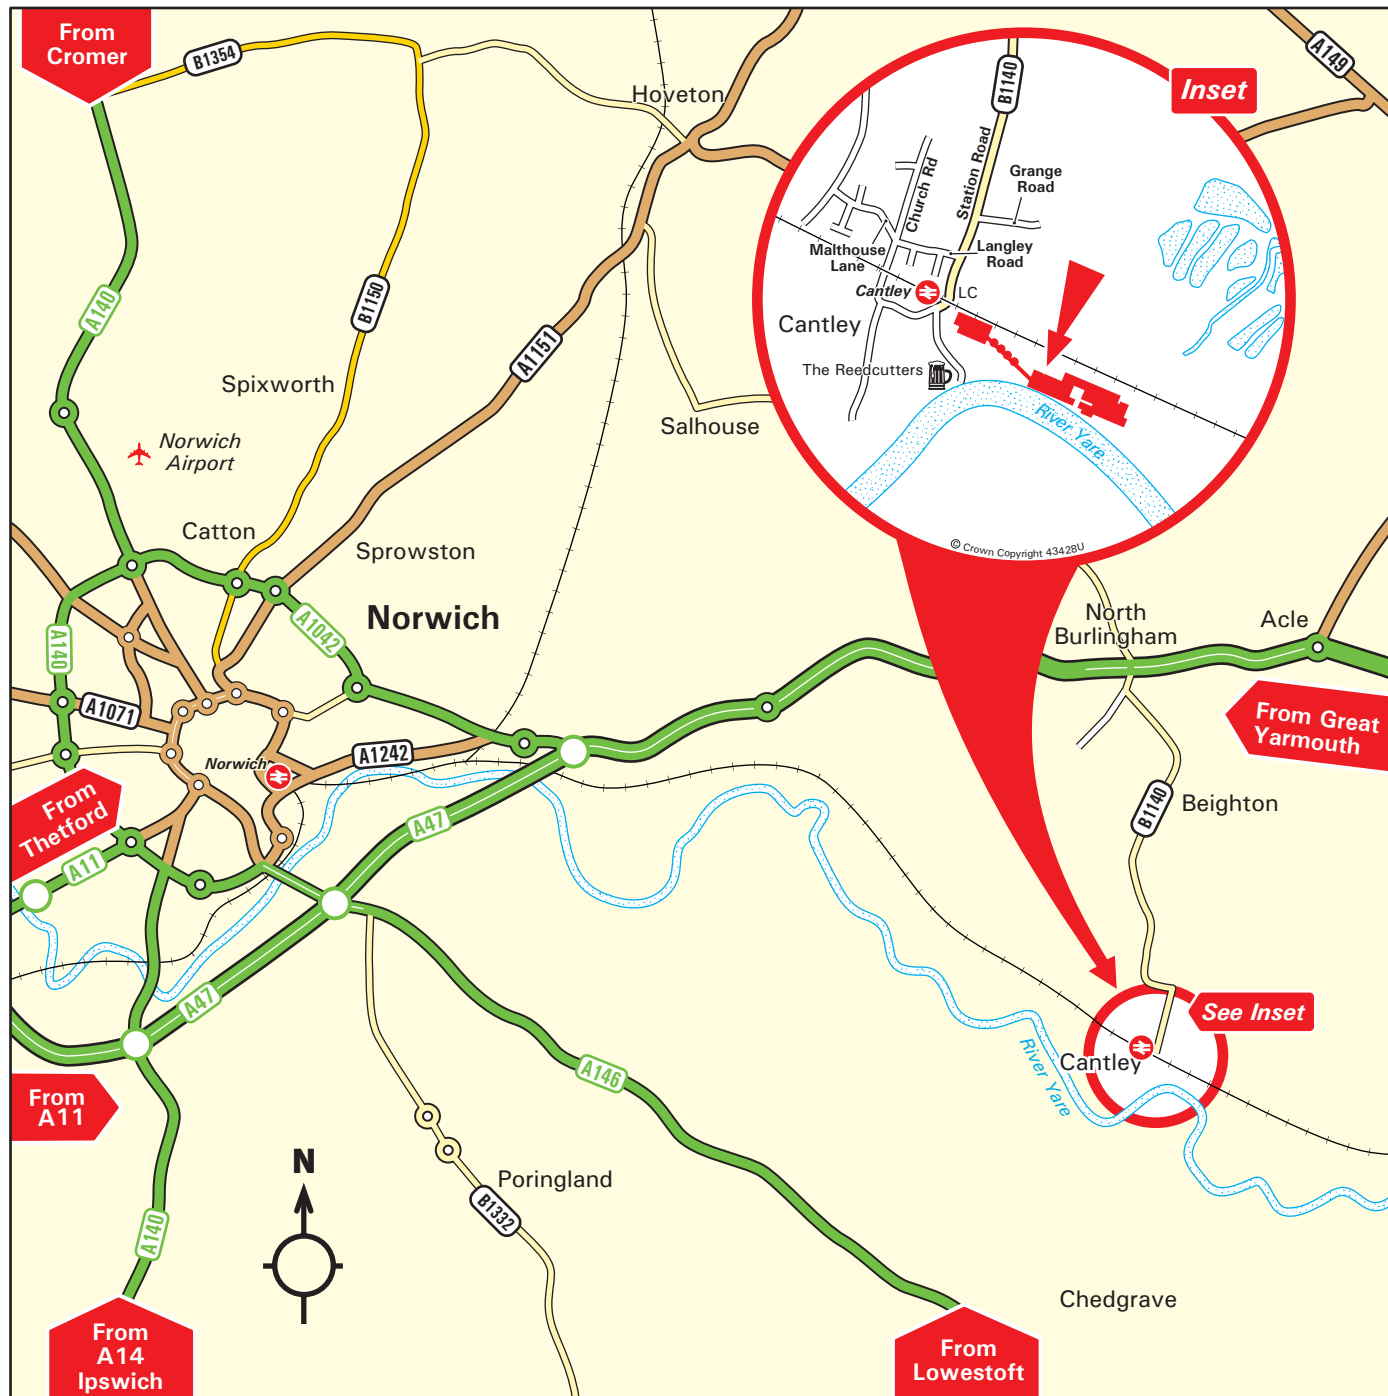 From
Cromer
B1354
A149
Inset
B1140
Hoveton
Station Road
Church Rd
Grange
Road
Malthouse
Lane
Langley
Road
Cantley
LC
Cantley
The Reedcutters
River Yare
© Crown Copyright 43428U
A140
B1150
A1151
Spixworth
Salhouse
Norwich
Airport
Catton
Sprowston
Norwich
A1042
A140
North
Burlingham
Acle
A1071
From Great
Yarmouth
Norwich
A1242
From
Thetford
A47
B1140
Beighton
A11
A47
See Inset
River Yare
Cantley
A146
From
A11
N
Poringland
B1332
A140
Chedgrave
From
A14
Ipswich
From
Lowestoft